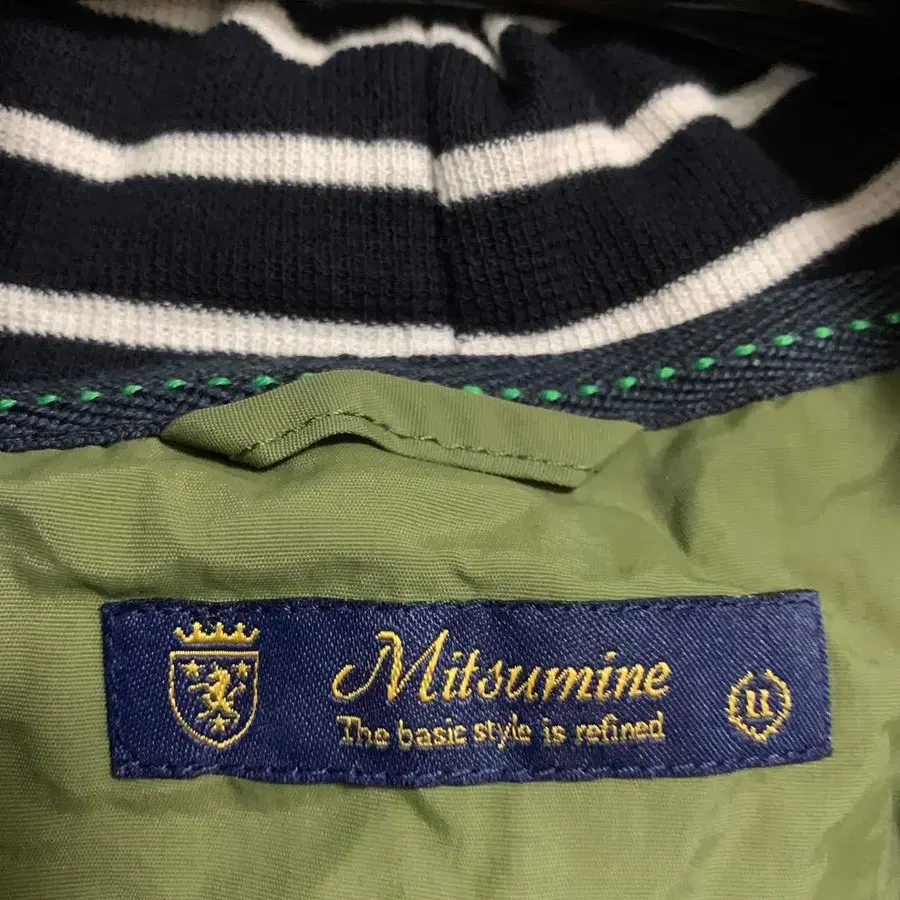 Mitsumine
The basic style is refined